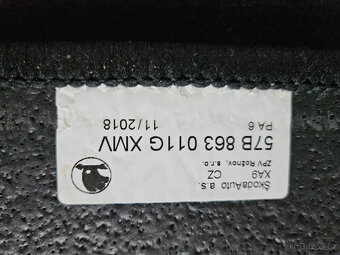 ŠkodaAuto a.s.
XA9 CZ
ZPV Rožnov, s.r.o.
57B 863 011G XMV
11/2018
PA 6